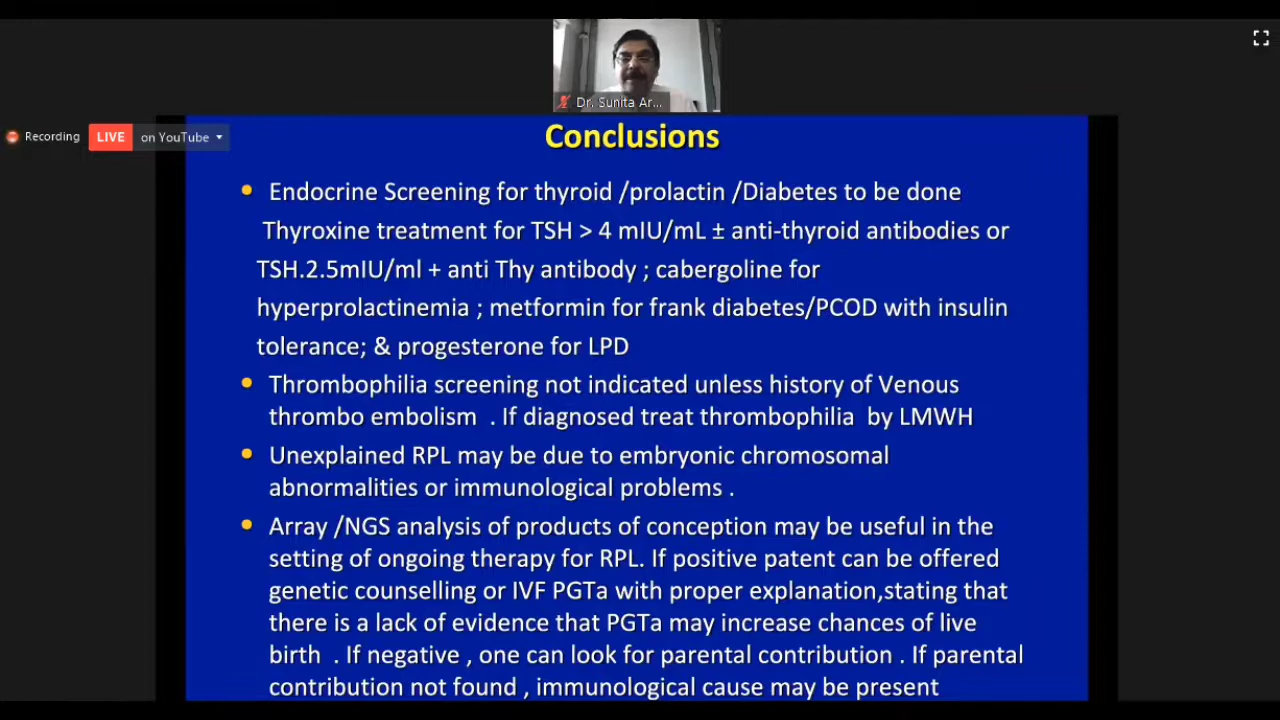 Dr. Sunita Ar...
Recording
LIVE
on YouTube
Conclusions
Endocrine Screening for thyroid /prolactin /Diabetes to be done
Thyroxine treatment for TSH > 4 mIU/mL ± anti-thyroid antibodies or
TSH.2.5mIU/ml + anti Thy antibody ; cabergoline for
hyperprolactinemia ; metformin for frank diabetes/PCOD with insulin
tolerance; & progesterone for LPD
Thrombophilia screening not indicated unless history of Venous
thrombo embolism . If diagnosed treat thrombophilia by LMWH
Unexplained RPL may be due to embryonic chromosomal
abnormalities or immunological problems .
Array /NGS analysis of products of conception may be useful in the
setting of ongoing therapy for RPL. If positive patent can be offered
genetic counselling or IVF PGTa with proper explanation,stating that
there is a lack of evidence that PGTa may increase chances of live
birth . If negative , one can look for parental contribution . If parental
contribution not found , immunological cause may be present